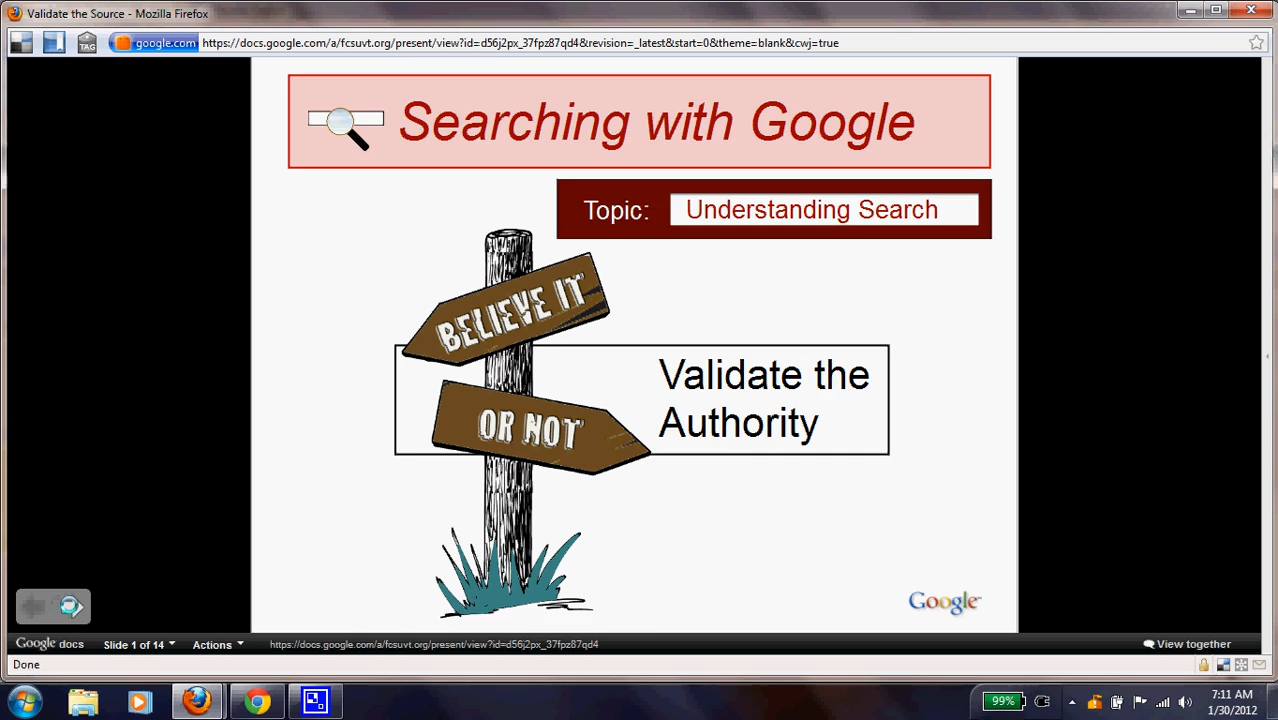 Validate the Source - Mozilla Firefox
TAG
google.com
https://docs.google.com/a/fcsuvt.org/present/view?id=d56j2px_37fpz87qd4&revision=_latest&start=0&theme=blank&cwj=true
Searching with Google
Topic:
Understanding Search
BELIEVE IT
OR NOT
Validate the
Authority
Google™
Google docs
Slide 1 of 14
Actions
https://docs.google.com/a/fcsuvt.org/present/view?id=d56j2px_37fpz87qd4
View together
Done
99%
7:11 AM
1/30/2012